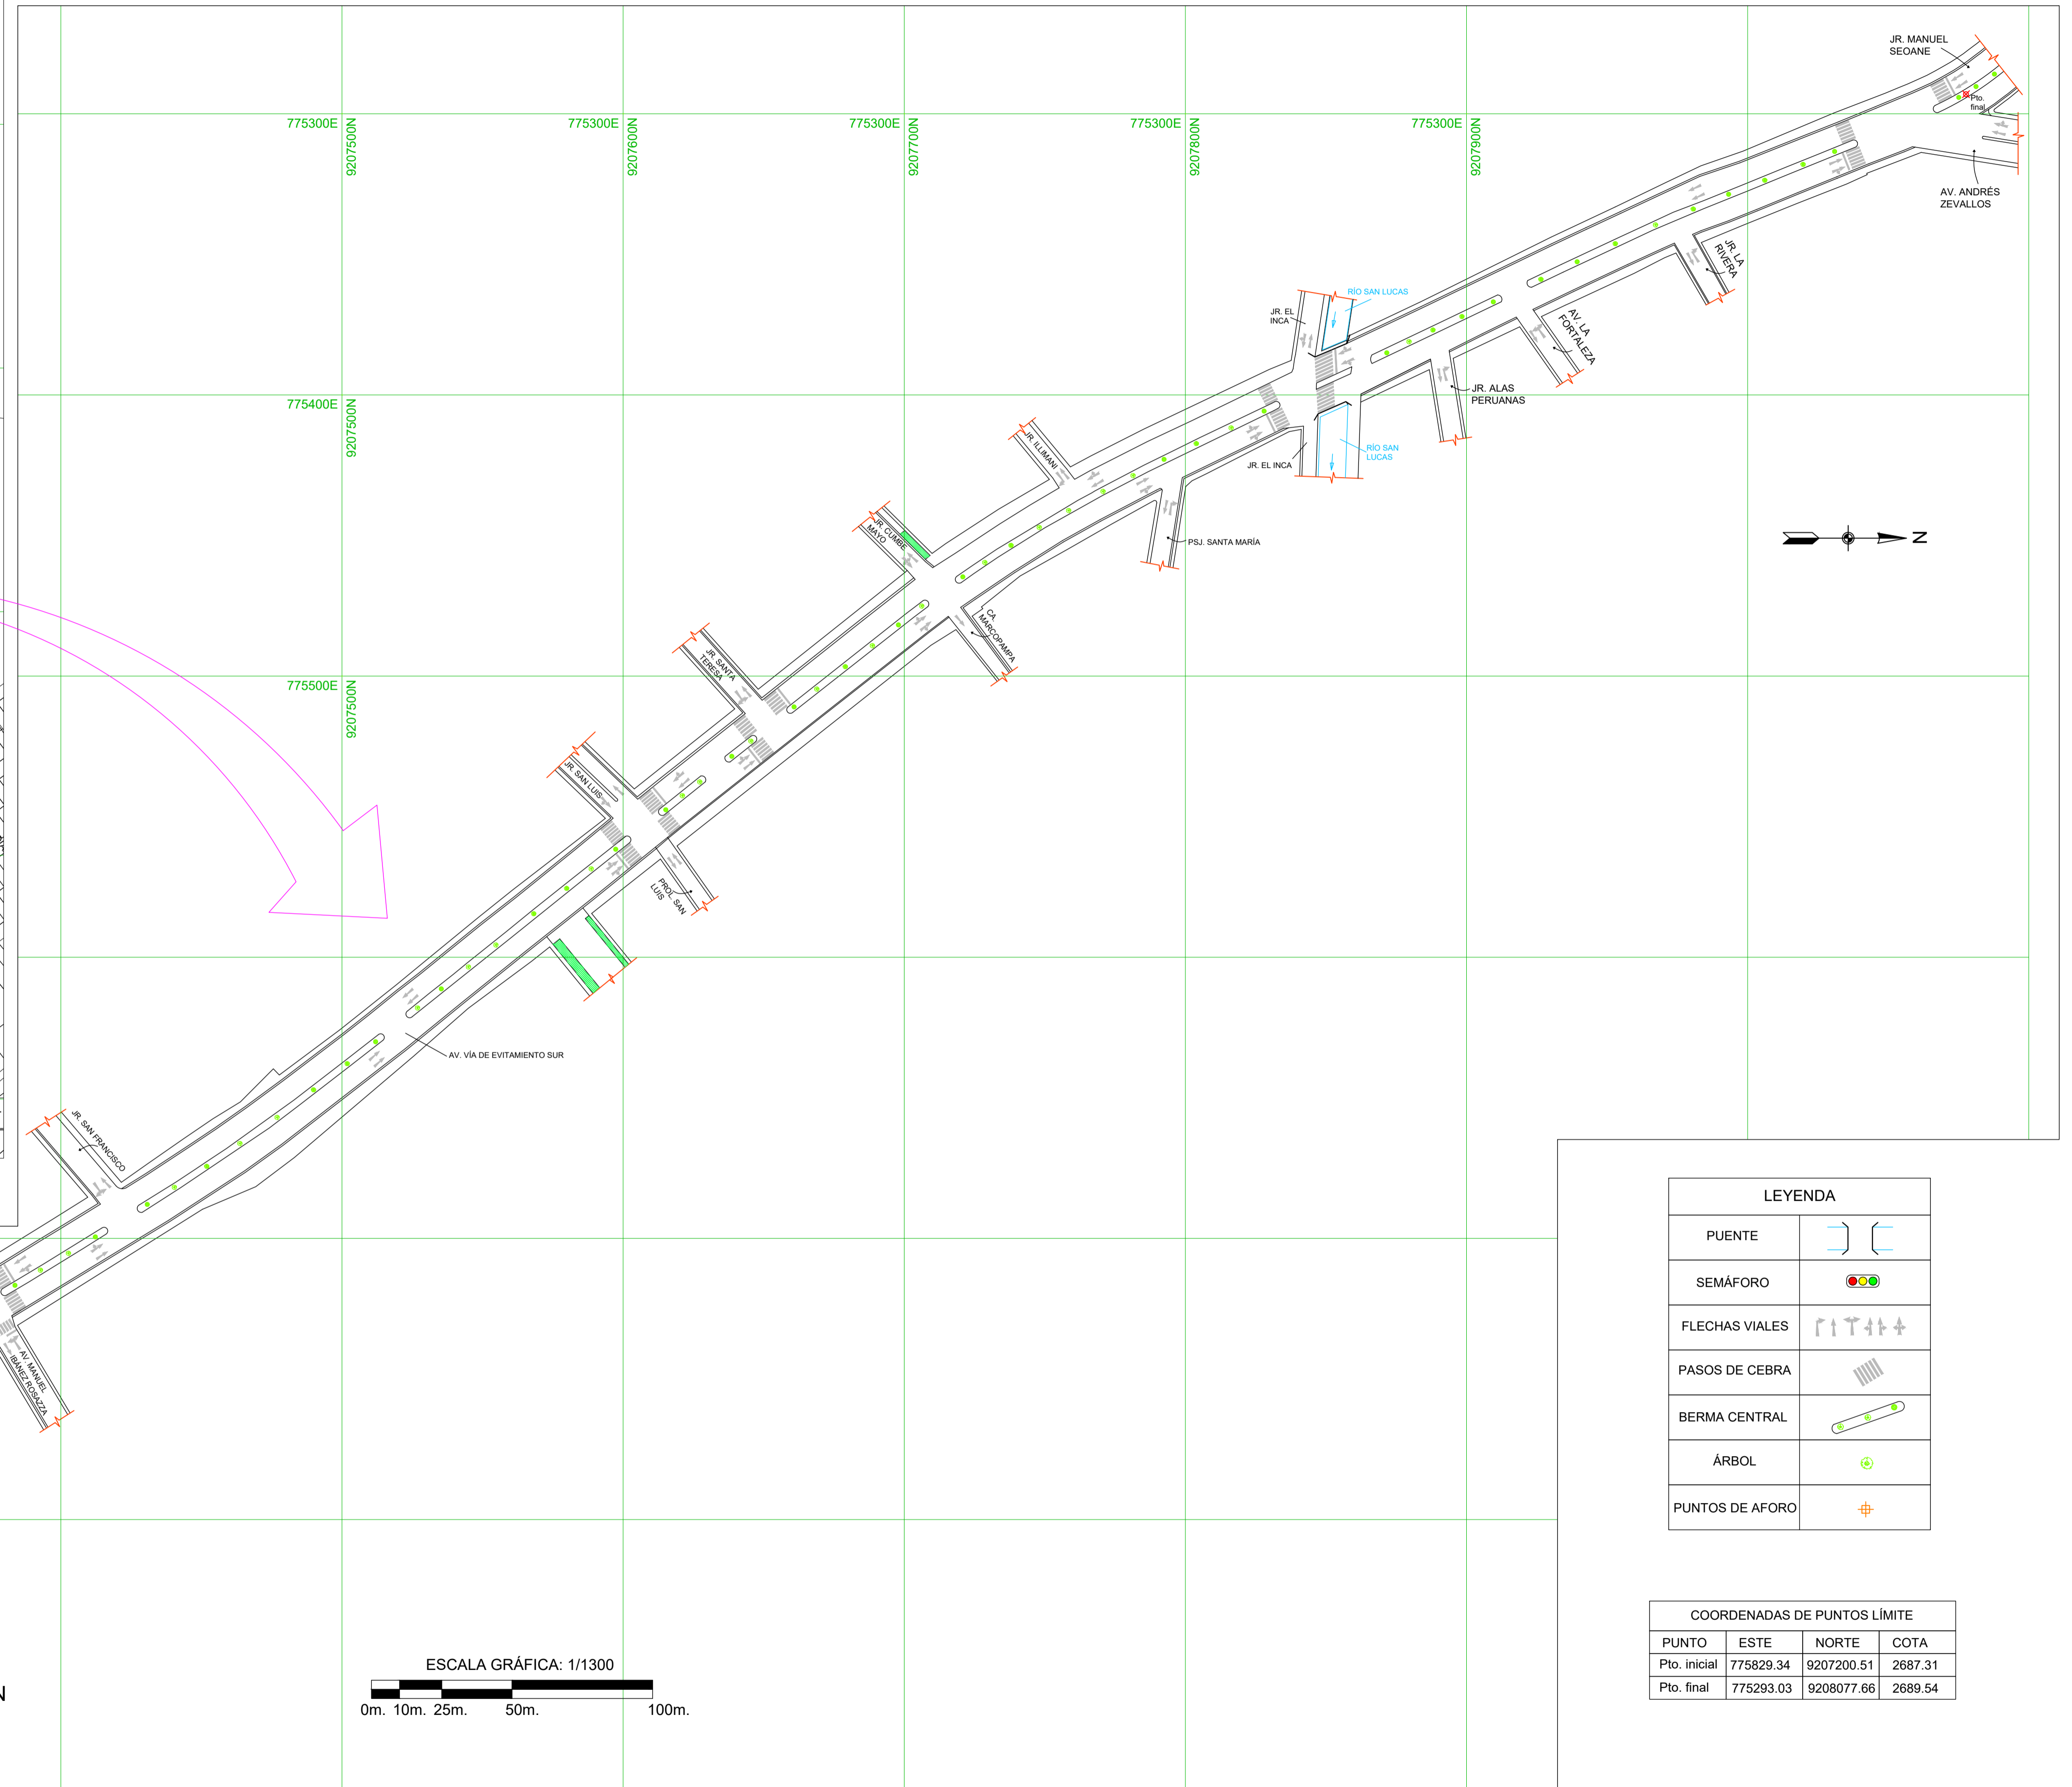 JR. MANUEL
SEOANE
Pto.
final
775300E
9207500N
775300E
9207600N
775300E
9207700N
775300E
9207800N
775300E
9207900N
AV. ANDRÉS
ZEVALLOS
JR. LA
RIVERA
RÍO SAN LUCAS
JR. EL
INCA
AV. LA
FORTALEZA
JR. ALAS
PERUANAS
775400E
9207500N
JR. ILLIMANI
RÍO SAN
LUCAS
JR. EL INCA
JR. CUMBE
MAYO
PSJ. SANTA MARÍA
N
CA.
MARCOPAMPA
JR. SANTA
TERESA
775500E
9207500N
JR. SAN LUIS
PROL. SAN
LUIS
AV. VÍA DE EVITAMIENTO SUR
JR. SAN FRANCISCO
AV. MANUEL
IBÁÑEZ ROSAZZA
LEYENDA
PUENTE
SEMÁFORO
FLECHAS VIALES
PASOS DE CEBRA
BERMA CENTRAL
ÁRBOL
PUNTOS DE AFORO
COORDENADAS DE PUNTOS LÍMITE
PUNTO ESTE NORTE COTA
Pto. inicial 775829.34 9207200.51 2687.31
Pto. final 775293.03 9208077.66 2689.54
ESCALA GRÁFICA: 1/1300
0m. 10m. 25m. 50m. 100m.